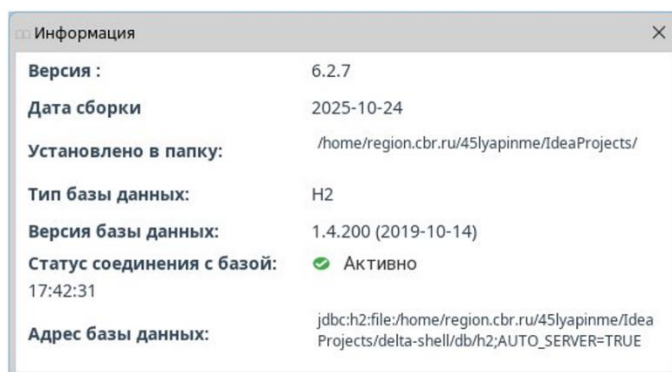 Информация
Версия : 6.2.7
Дата сборки 2025-10-24
Установлено в папку: /home/region.cbr.ru/45lyapinme/IdeaProjects/
Тип базы данных: H2
Версия базы данных: 1.4.200 (2019-10-14)
Статус соединения с базой: Активно
17:42:31
Адрес базы данных: jdbc:h2:file:/home/region.cbr.ru/45lyapinme/Idea
Projects/delta-shell/db/h2;AUTO_SERVER=TRUE